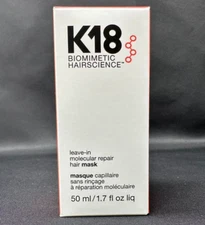 K18
BIOMIMETIC
HAIRSCIENCE™
leave-in
molecular repair
hair mask
masque capillaire
sans rinçage
à réparation moléculaire
50 ml/1.7 fl oz liq